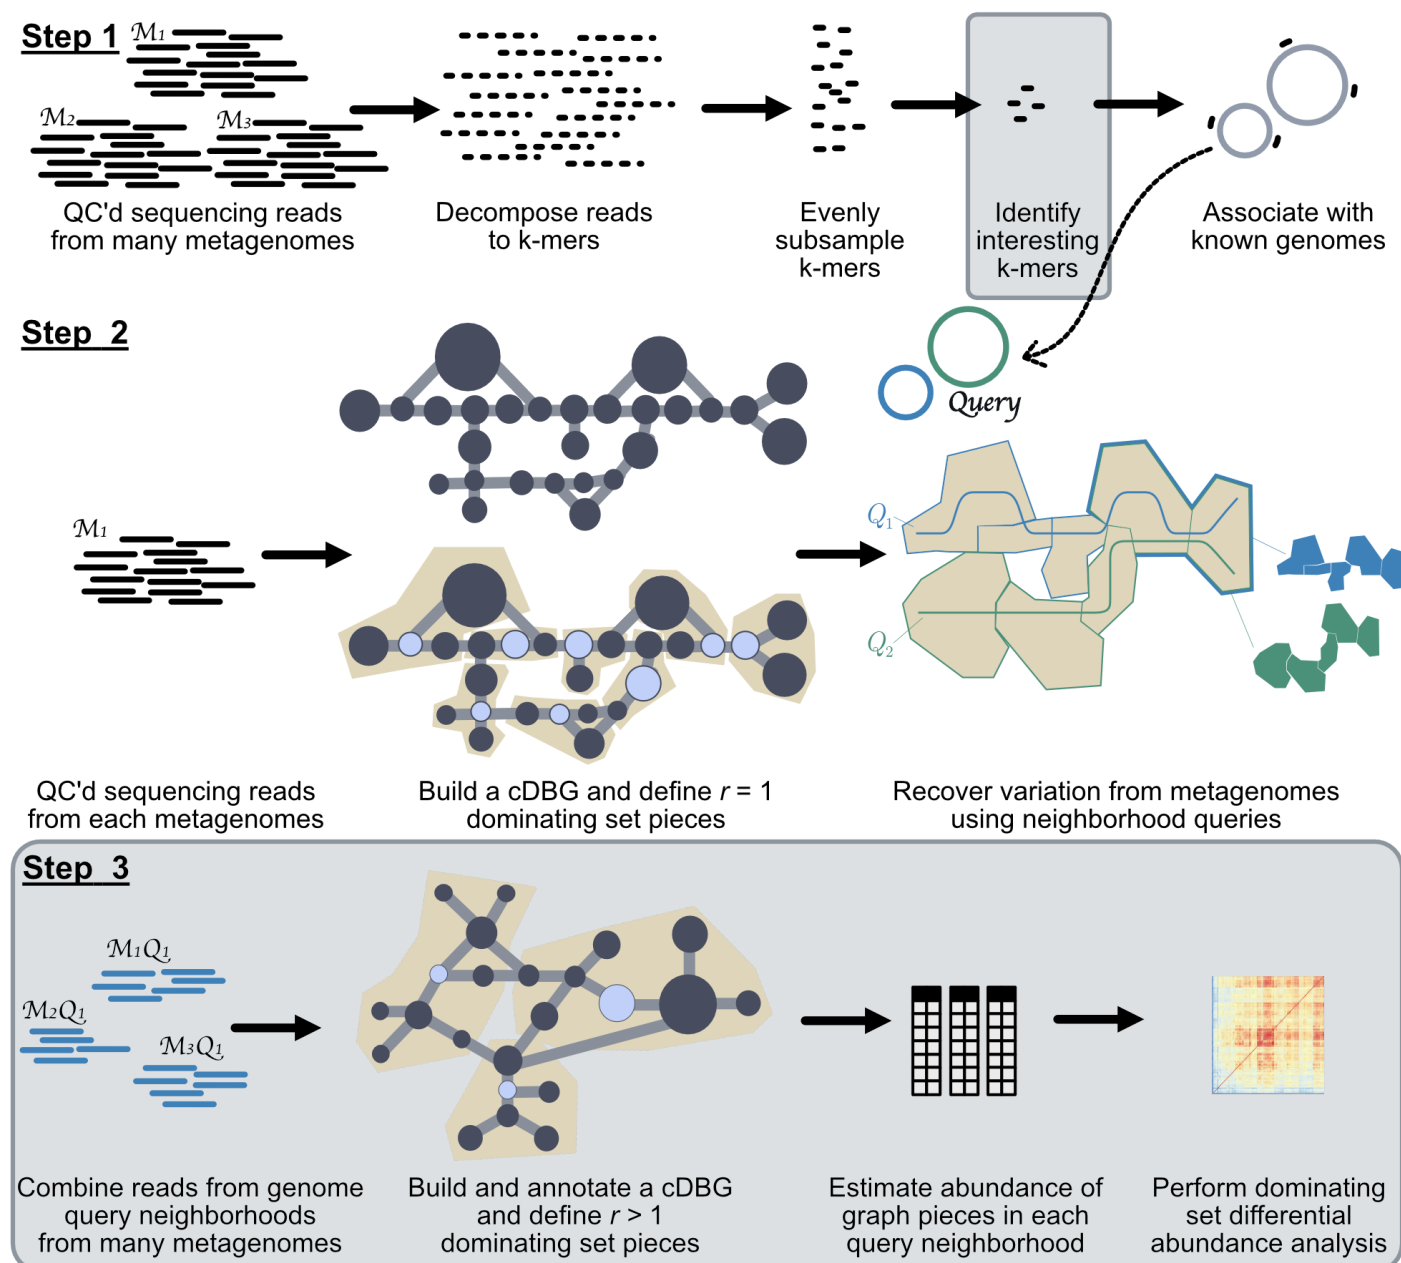 Step 1
M1
M2
M3
QC'd sequencing reads
from many metagenomes
Decompose reads
to k-mers
Evenly
subsample
k-mers
Identify
interesting
k-mers
Associate with
known genomes
Step 2
Query
M1
Q1
Q2
QC'd sequencing reads
from each metagenomes
Build a cDBG and define r = 1
dominating set pieces
Recover variation from metagenomes
using neighborhood queries
Step 3
M1Q1
M2Q1
M3Q1
Combine reads from genome
query neighborhoods
from many metagenomes
Build and annotate a cDBG
and define r > 1
dominating set pieces
Estimate abundance of
graph pieces in each
query neighborhood
Perform dominating
set differential
abundance analysis